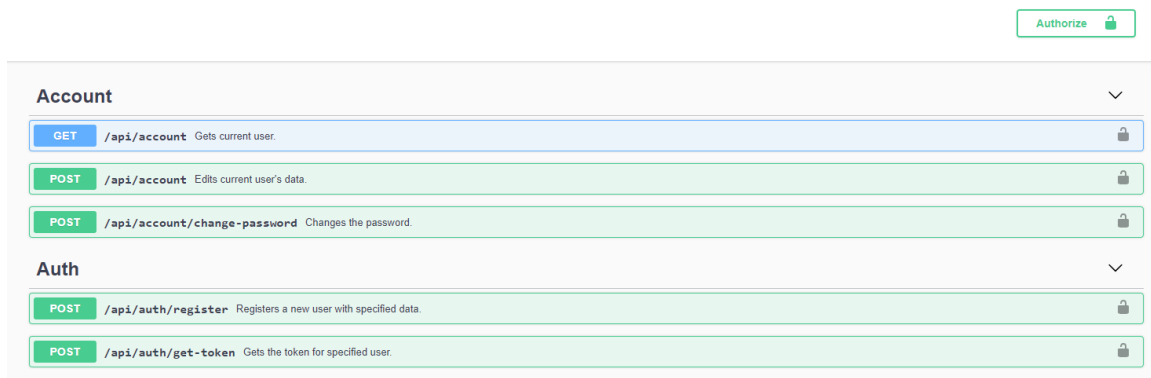 Authorize
Account
GET /api/account Gets current user.
POST /api/account Edits current user's data.
POST /api/account/change-password Changes the password.
Auth
POST /api/auth/register Registers a new user with specified data.
POST /api/auth/get-token Gets the token for specified user.